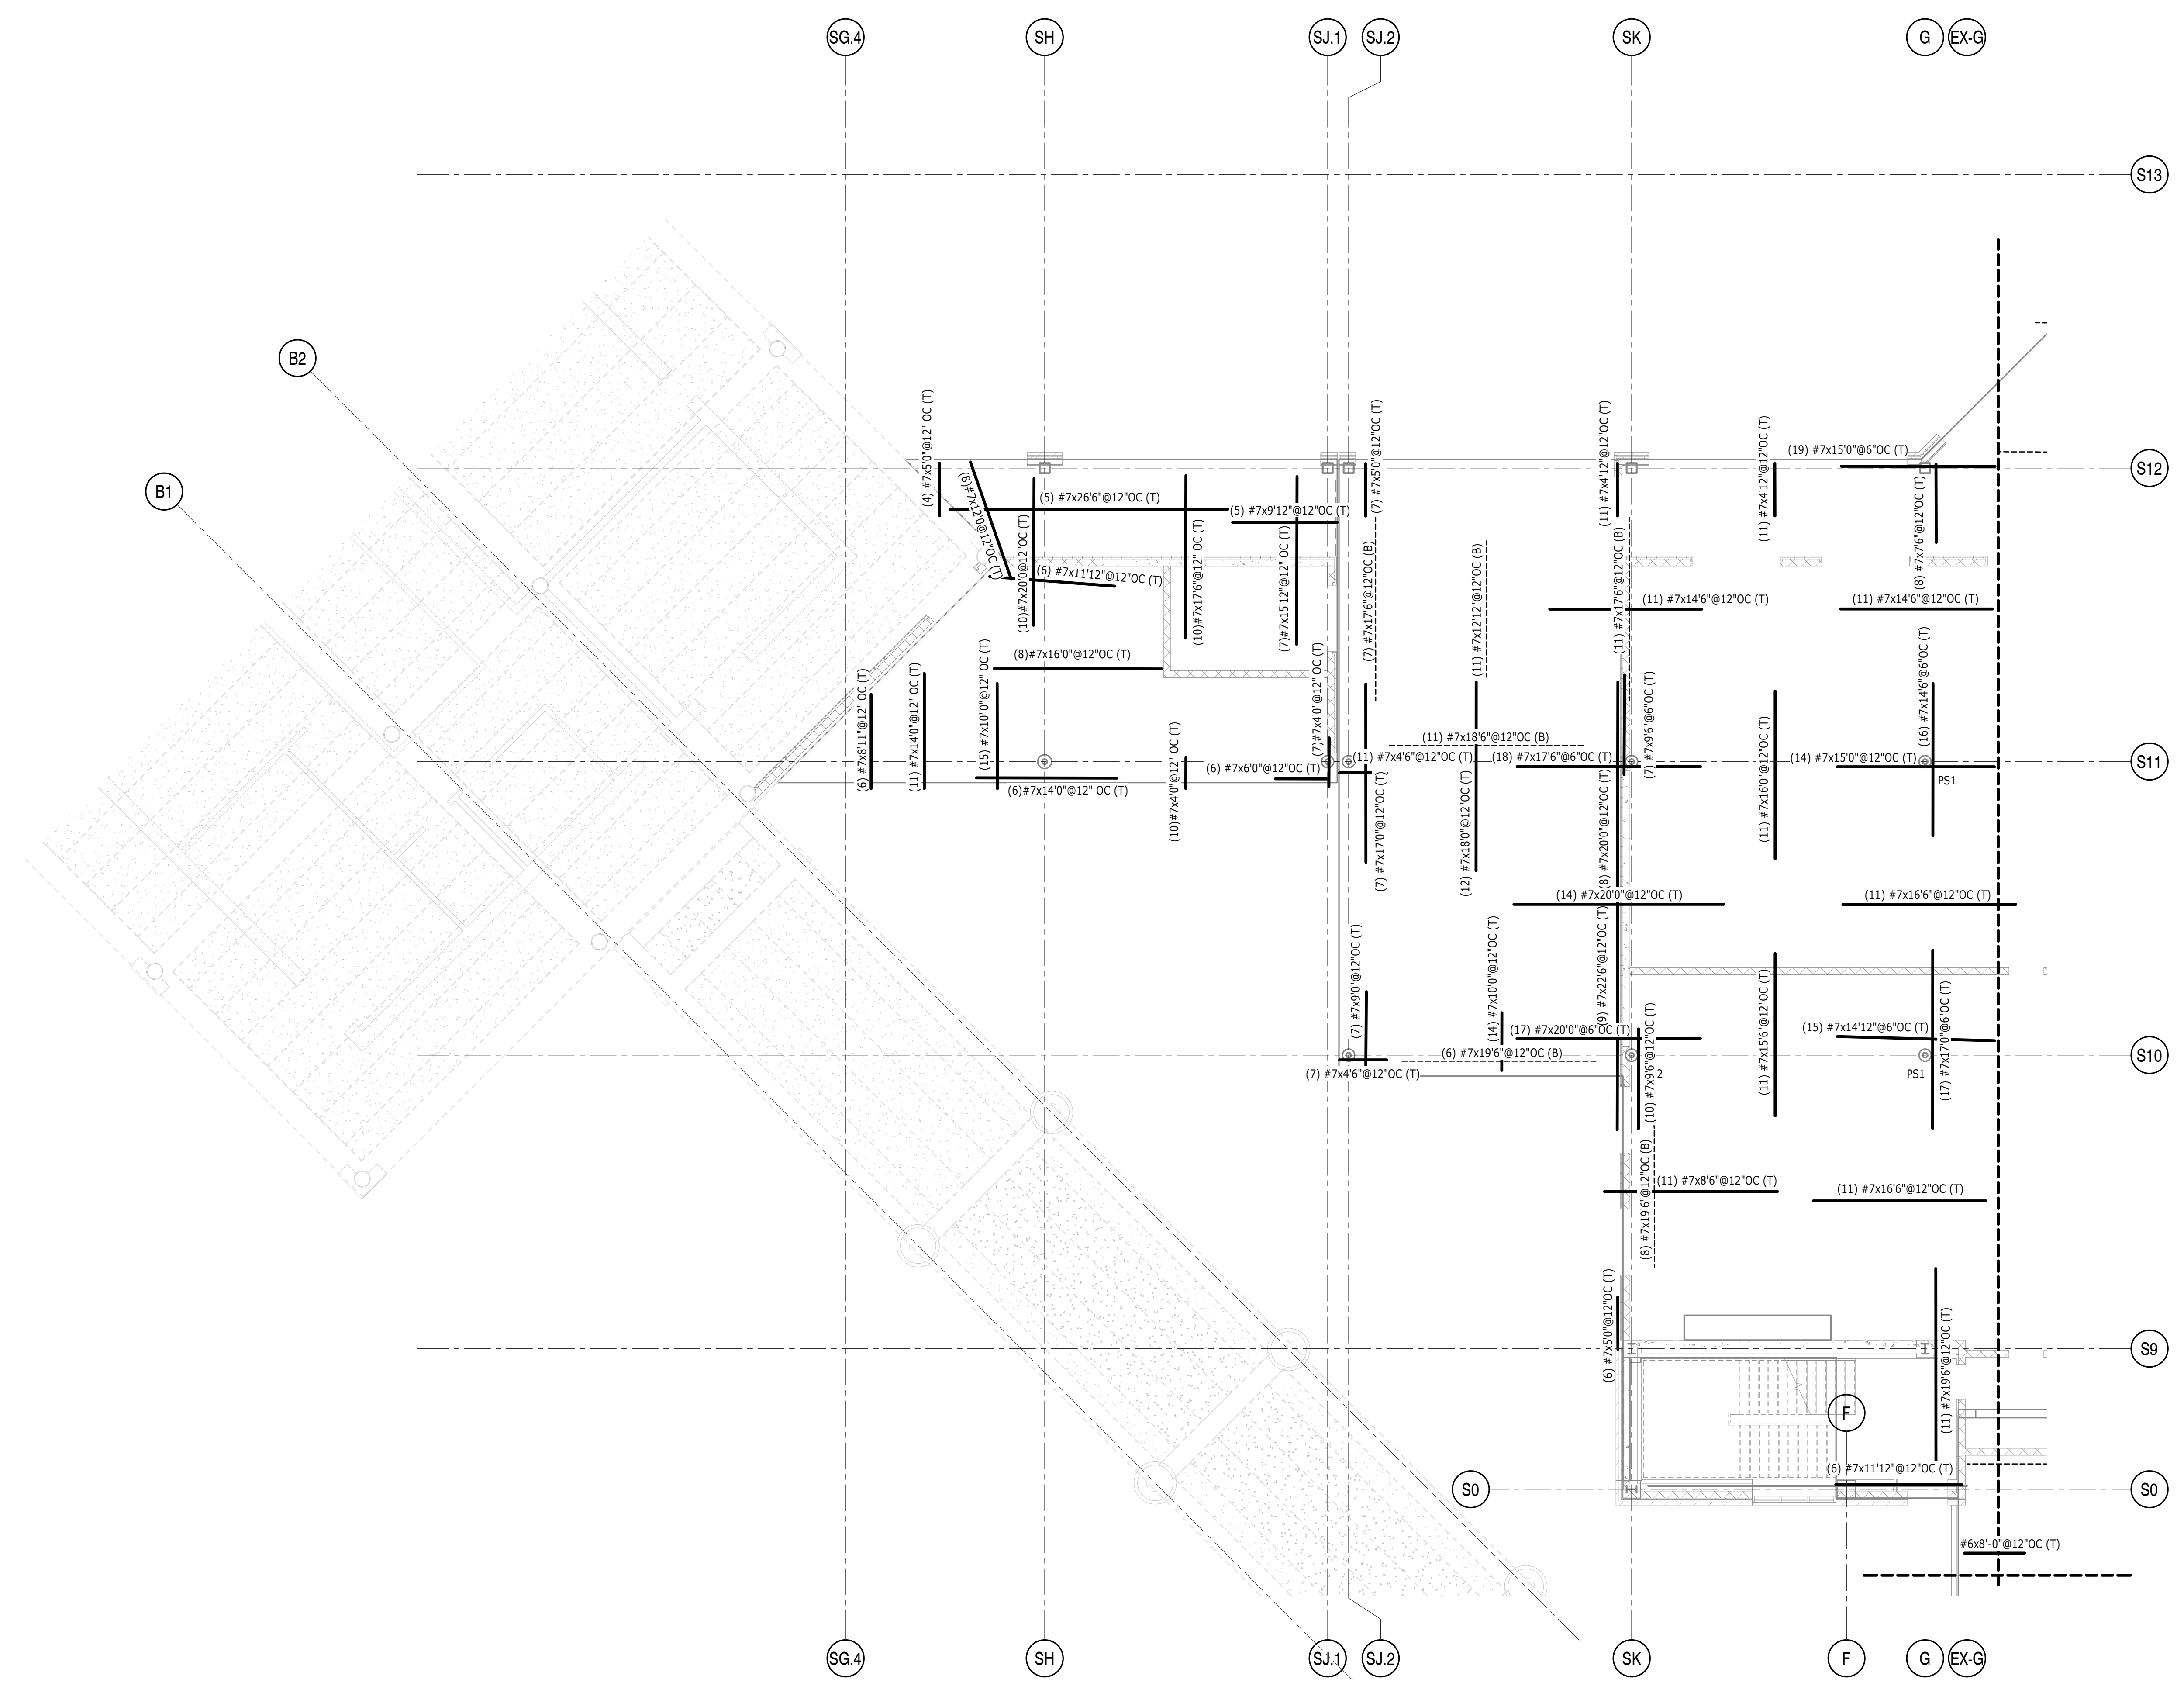 SG.4
SH
SJ.1
SJ.2
SK
G
EX-G
S13
B2
B1
S12
S11
S10
S9
S0
S0
F
(4) #7x5'0"@12" OC (T)
(8)#7x12'0@12"OC (T)
(10)#7x20'0@12"OC (T)
(5) #7x26'6"@12"OC (T)
(5) #7x9'12"@12"OC (T)
(6) #7x11'12"@12"OC (T)
(10)#7x17'6"@12" OC (T)
(7)#7x15'12"@12" OC (T)
(7) #7x5'0"@12"OC (T)
(7) #7x17'6"@12"OC (B)
(11) #7x12'12"@12"OC (B)
(11) #7x4'12"@12"OC (T)
(11) #7x17'6"@12"OC (B)
(11) #7x4'12"@12"OC (T)
(19) #7x15'0"@6"OC (T)
(8) #7x7'6"@12"OC (T)
(11) #7x14'6"@12"OC (T)
(11) #7x14'6"@12"OC (T)
(8)#7x16'0"@12"OC (T)
(6) #7x8'11"@12" OC (T)
(11) #7x14'0"@12" OC (T)
(15) #7x10"0"@12" OC (T)
(6)#7x14'0"@12" OC (T)
(10)#7x4'0"@12" OC (T)
(6) #7x6'0"@12"OC (T)
(7)#7x4'0"@12" OC (T)
(11) #7x4'6"@12"OC (T)
(11) #7x18'6"@12"OC (B)
(18) #7x17'6"@6"OC (T)
(7) #7x9'6"@6"OC (T)
(16) #7x14'6"@6"OC (T)
(14) #7x15'0"@12"OC (T)
PS1
(7) #7x17'0"@12"OC (T)
(12) #7x18'0"@12"OC (T)
(8) #7x20'0"@12"OC (T)
(11) #7x16'0"@12"OC (T)
(14) #7x20'0"@12"OC (T)
(11) #7x16'6"@12"OC (T)
(7) #7x9'0"@12"OC (T)
(14) #7x10'0"@12"OC (T)
(9) #7x22'6"@12"OC (T)
(17) #7x20'0"@6"OC (T)
(6) #7x19'6"@12"OC (B)
(7) #7x4'6"@12"OC (T)
(10) #7x9'6"@12"OC (T)
2
(11) #7x15'6"@12"OC (T)
(15) #7x14'12"@6"OC (T)
PS1
(17) #7x17'0"@6"OC (T)
(8) #7x19'6"@12"OC (B)
(11) #7x8'6"@12"OC (T)
(11) #7x16'6"@12"OC (T)
(6) #7x5'0"@12"OC (T)
(11) #7x19'6"@12"OC (T)
(6) #7x11'12"@12"OC (T)
#6x8'-0"@12"OC (T)
SG.4
SH
SJ.1
SJ.2
SK
F
G
EX-G